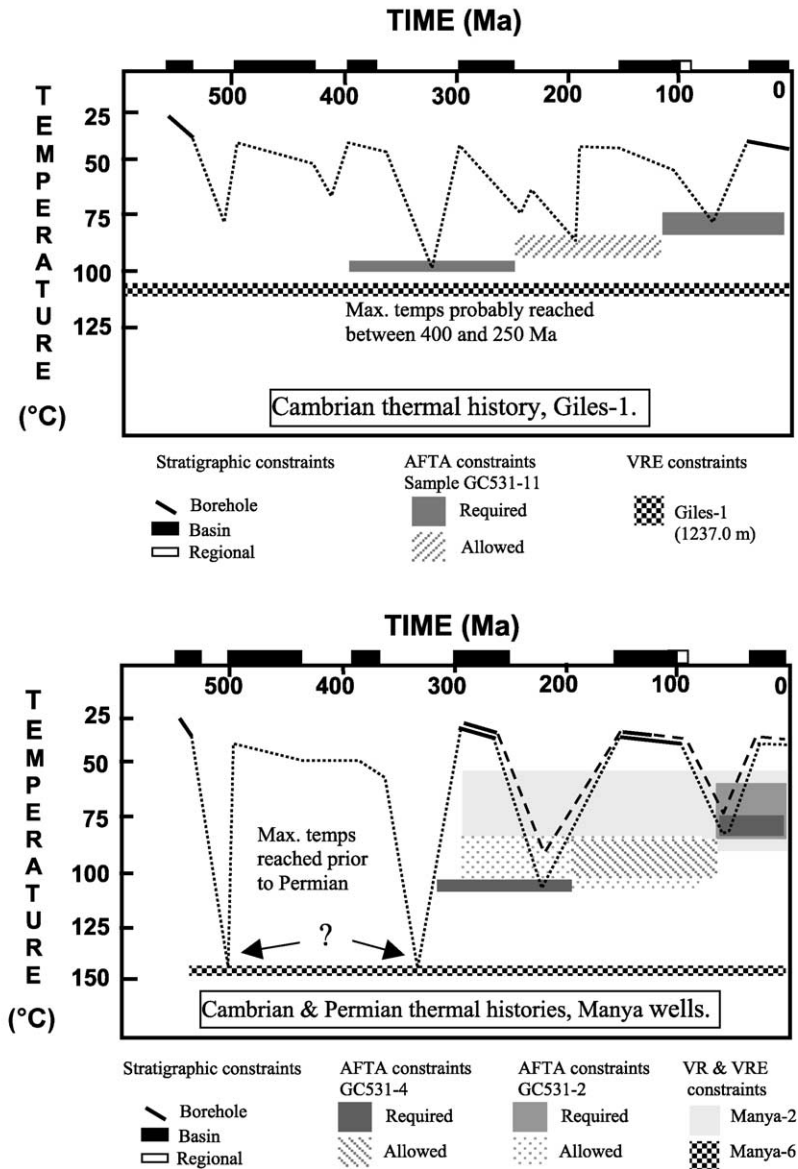 TIME (Ma)
TEMPERATURE
(°C)
500
400
300
200
100
0
25
50
75
100
125
Max. temps probably reached
between 400 and 250 Ma
Cambrian thermal history, Giles-1.
Stratigraphic constraints
Borehole
Basin
Regional
AFTA constraints
Sample GC531-11
Required
Allowed
VRE constraints
Giles-1
(1237.0 m)
TIME (Ma)
TEMPERATURE
(°C)
500
400
300
200
100
0
25
50
75
100
125
150
Max. temps
reached prior
to Permian
?
Cambrian & Permian thermal histories, Manya wells.
Stratigraphic constraints
Borehole
Basin
Regional
AFTA constraints
GC531-4
Required
Allowed
AFTA constraints
GC531-2
Required
Allowed
VR & VRE
constraints
Manya-2
Manya-6